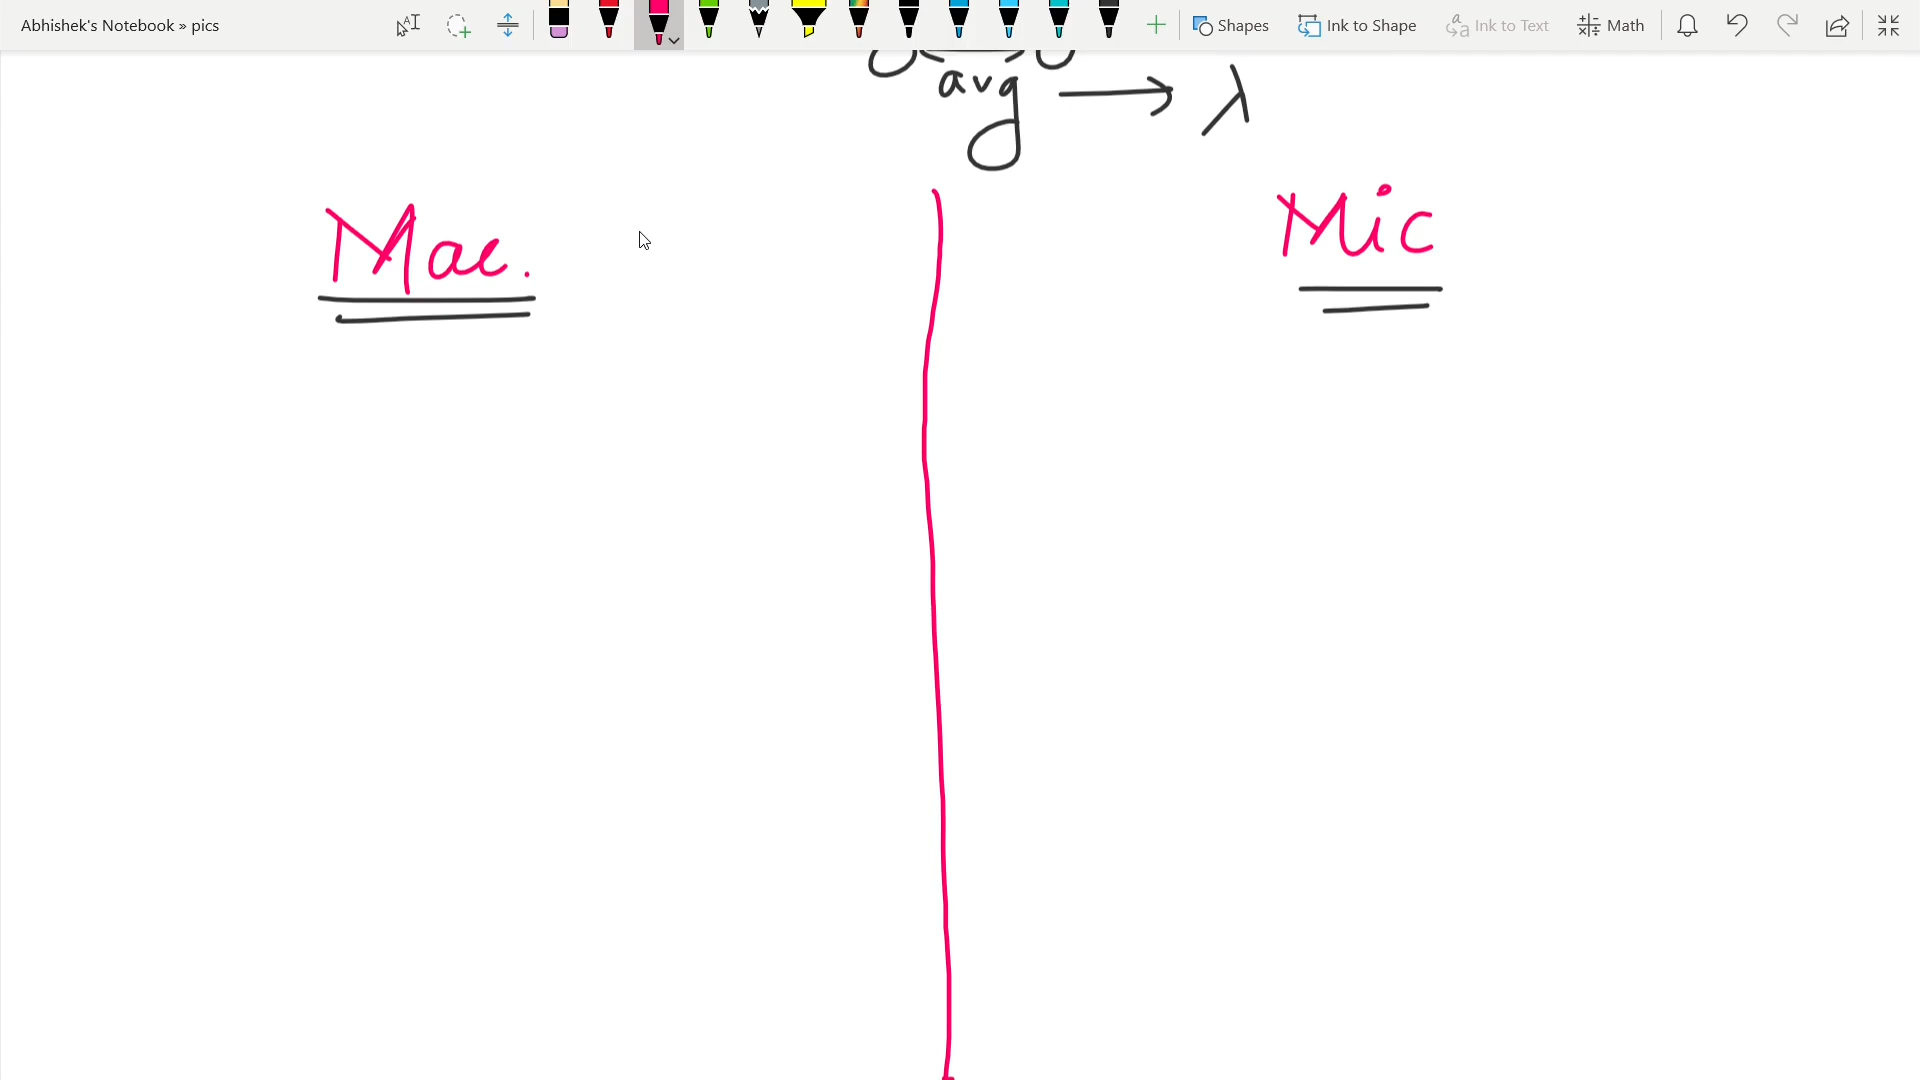 Abhishek's Notebook » pics
Shapes
Ink to Shape
Ink to Text
Math
avg → λ
Mac.
Mic